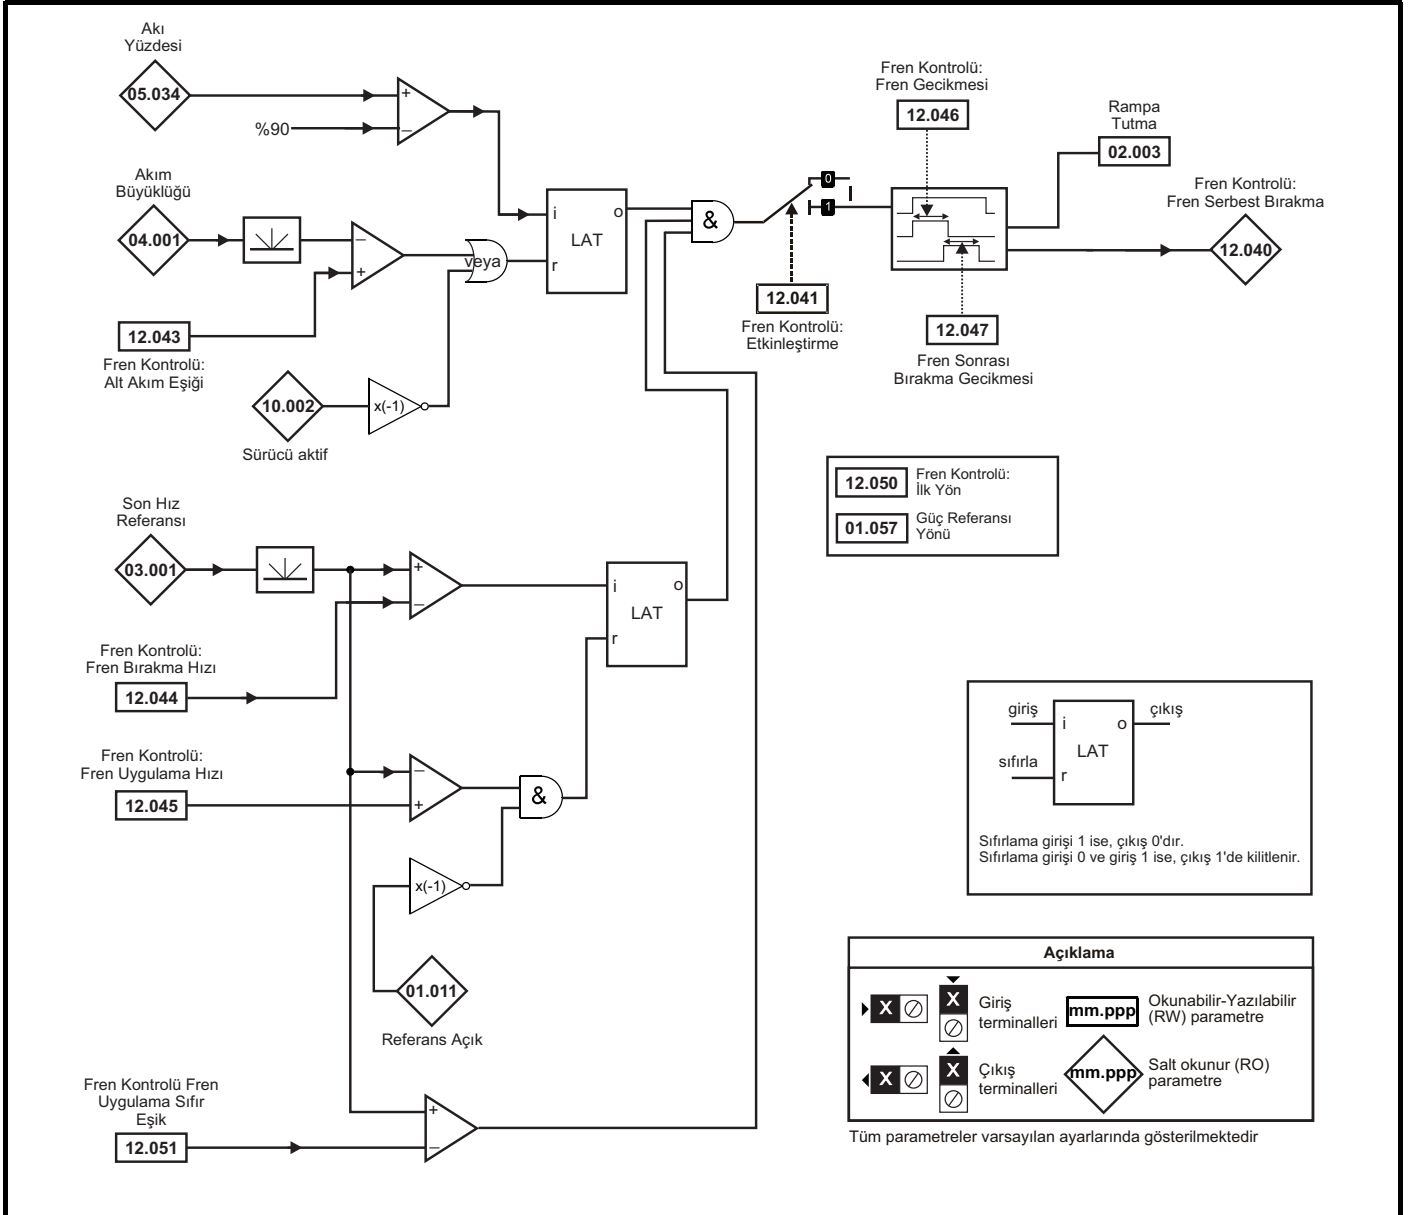 Akı
Yüzdesi
05.034
%90
+
–
Akım
Büyüklüğü
04.001
–
+
12.043
Fren Kontrolü:
Alt Akım Eşiği
veya
10.002
x(-1)
Sürücü aktif
i
o
LAT
r
&
0
1
12.041
Fren Kontrolü:
Etkinleştirme
Fren Kontrolü:
Fren Gecikmesi
12.046
12.047
Fren Sonrası
Bırakma Gecikmesi
Rampa
Tutma
02.003
Fren Kontrolü:
Fren Serbest Bırakma
12.040
12.050
Fren Kontrolü:
İlk Yön
01.057
Güç Referansı
Yönü
Son Hız
Referansı
03.001
+
–
Fren Kontrolü:
Fren Bırakma Hızı
12.044
i
o
LAT
r
Fren Kontrolü:
Fren Uygulama Hızı
12.045
–
+
&
x(-1)
01.011
Referans Açık
Fren Kontrolü Fren
Uygulama Sıfır
Eşik
12.051
+
–
giriş
sıfırla
i
o
LAT
r
çıkış
Sıfırlama girişi 1 ise, çıkış 0'dır.
Sıfırlama girişi 0 ve giriş 1 ise, çıkış 1'de kilitlenir.
Açıklama
X
X
Giriş
terminalleri
mm.ppp
Okunabilir-Yazılabilir
(RW) parametre
X
X
Çıkış
terminalleri
mm.ppp
Salt okunur (RO)
parametre
Tüm parametreler varsayılan ayarlarında gösterilmektedir